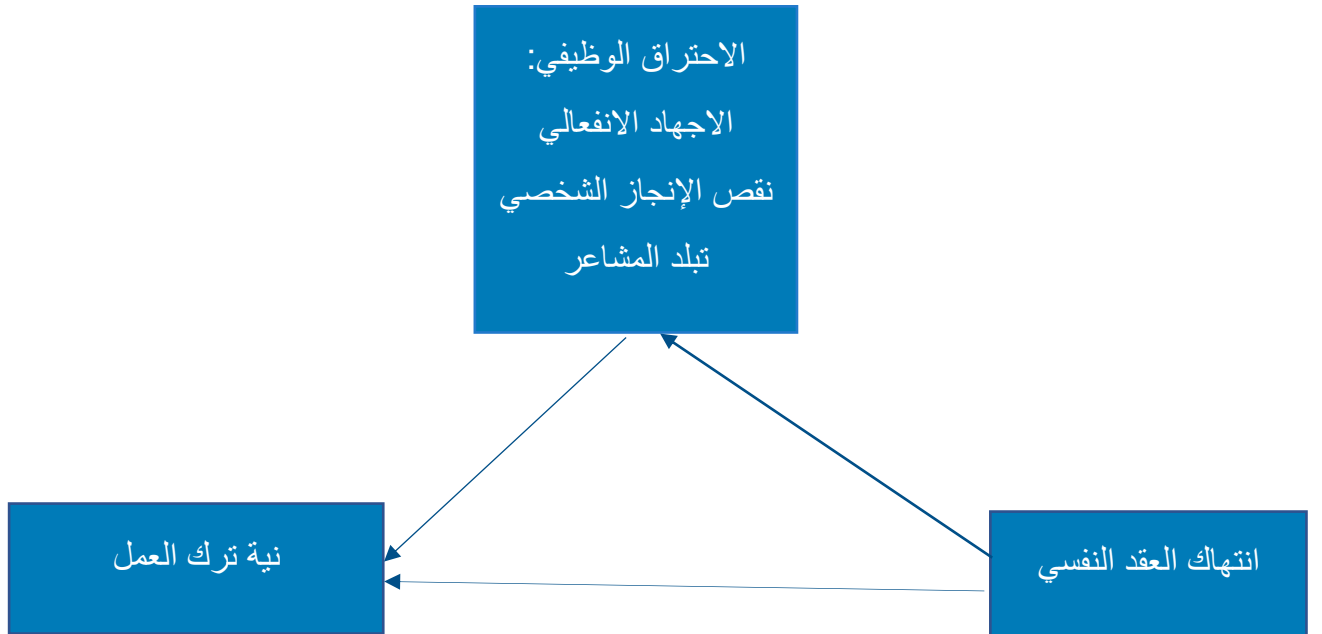 الاحتراق الوظيفي:
الاجهاد الانفعالي
نقص الإنجاز الشخصي
تبلد المشاعر
انتهاك العقد النفسي
نية ترك العمل